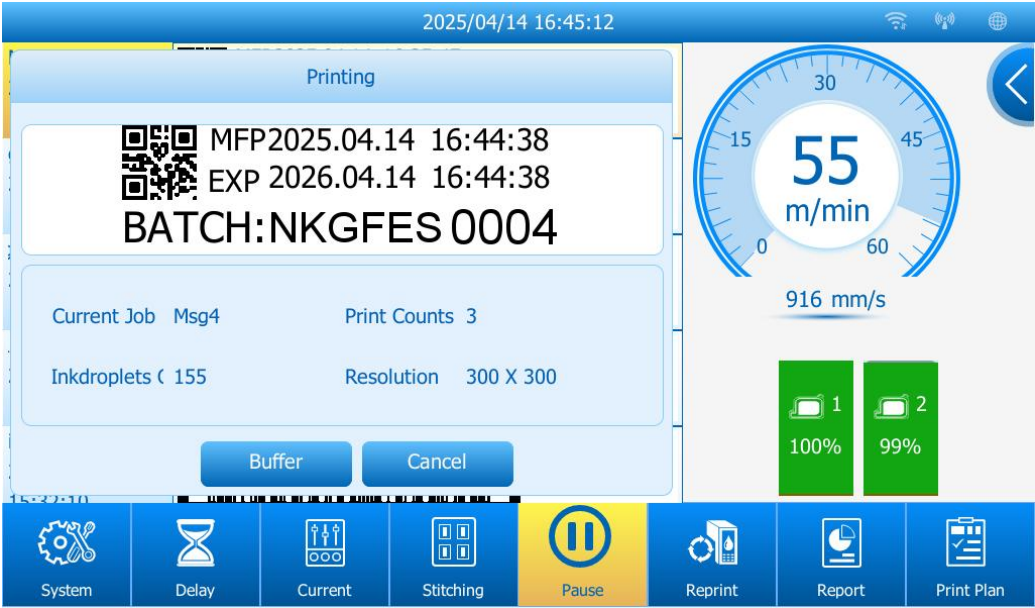 2025/04/14 16:45:12
Printing
MFP2025.04.14 16:44:38
EXP 2026.04.14 16:44:38
BATCH:NKGFES 0004
Current Job Msg4
Print Counts 3
Inkdroplets ( 155
Resolution 300 X 300
Buffer
Cancel
15:32:10
0
15
30
45
60
55
m/min
916 mm/s
1
100%
2
99%
System
Delay
Current
Stitching
Pause
Reprint
Report
Print Plan